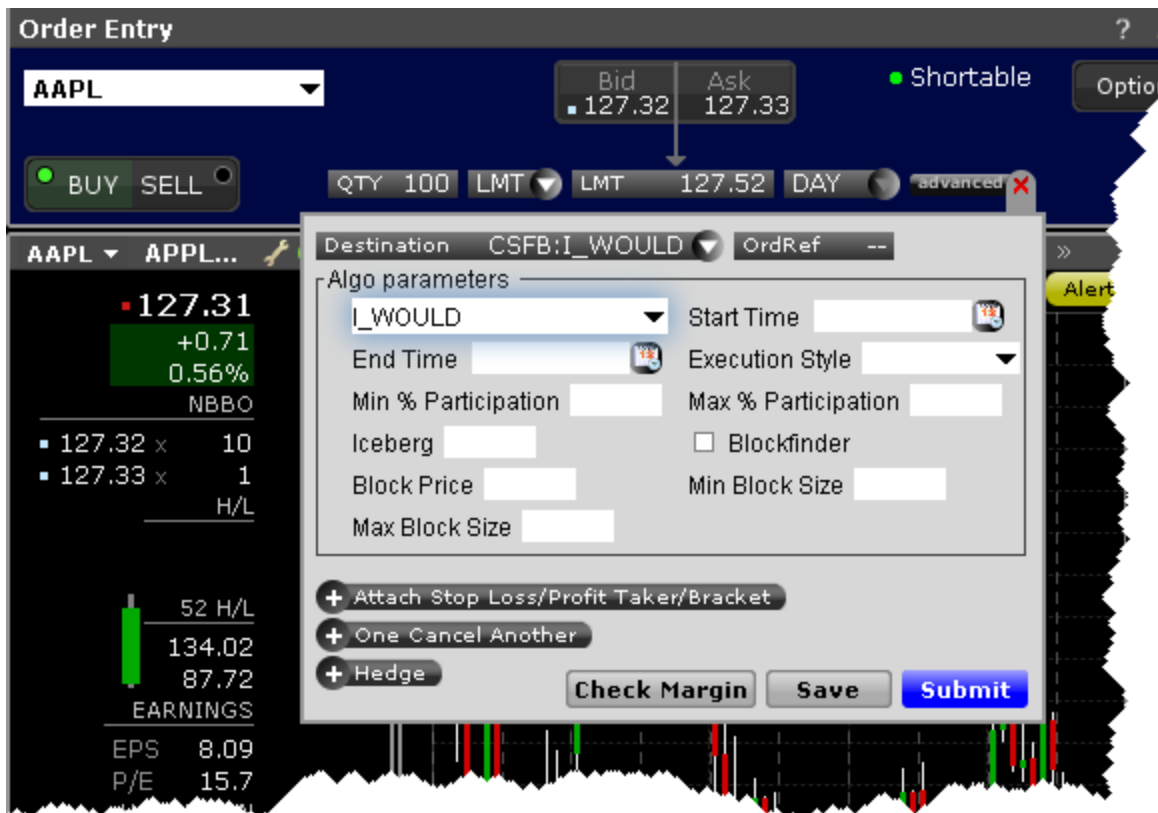 Order Entry ?
AAPL
Bid Ask
127.32 127.33
Shortable
Optio
BUY SELL
QTY 100 LMT LMT 127.52 DAY advanced
AAPL APPL...
Destination CSFB:I_WOULD OrdRef --
»
Algo parameters
Alert
I_WOULD Start Time
End Time Execution Style
Min % Participation Max % Participation
Iceberg Blockfinder
Block Price Min Block Size
Max Block Size
127.31
+0.71
0.56%
NBBO
127.32 x 10
127.33 x 1
H/L
52 H/L
134.02
87.72
EARNINGS
EPS 8.09
P/E 15.7
+ Attach Stop Loss/Profit Taker/Bracket
+ One Cancel Another
+ Hedge
Check Margin Save Submit